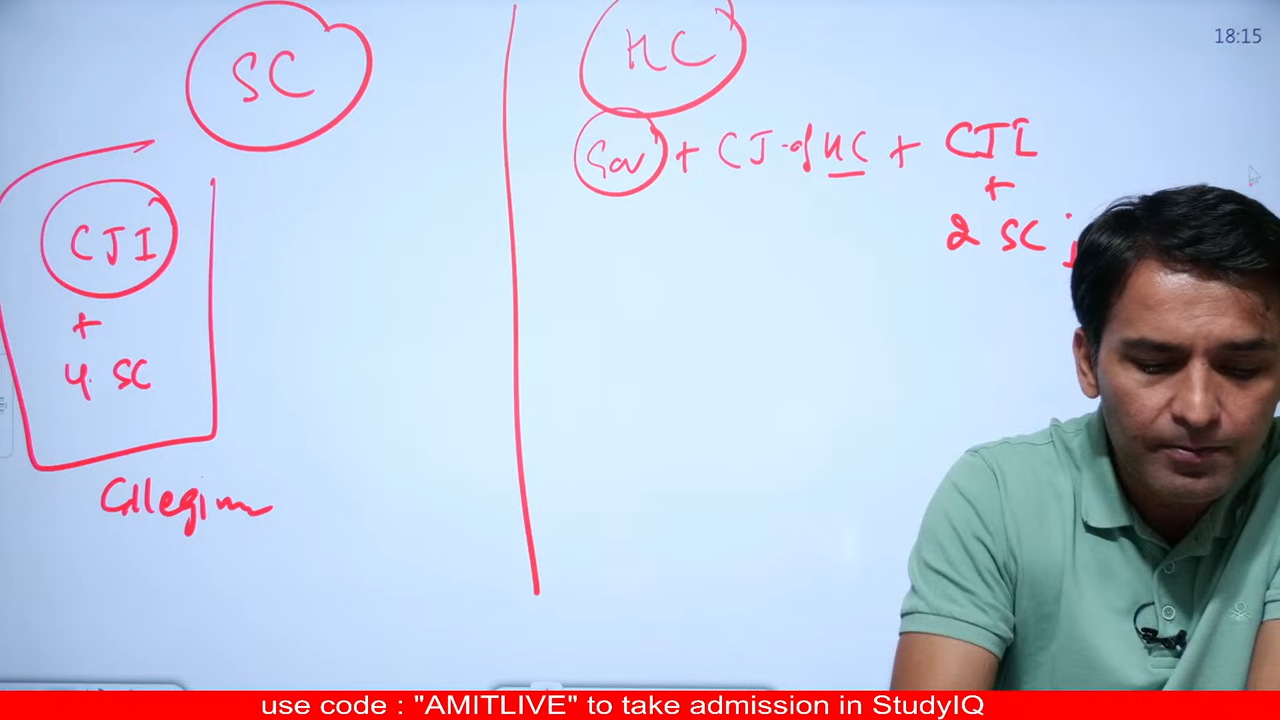 18:15
SC
CJI
+
4 SC
Collegium
HC
Gov + CJ of HC + CJI
+
2 SC j
use code : "AMITLIVE" to take admission in StudyIQ